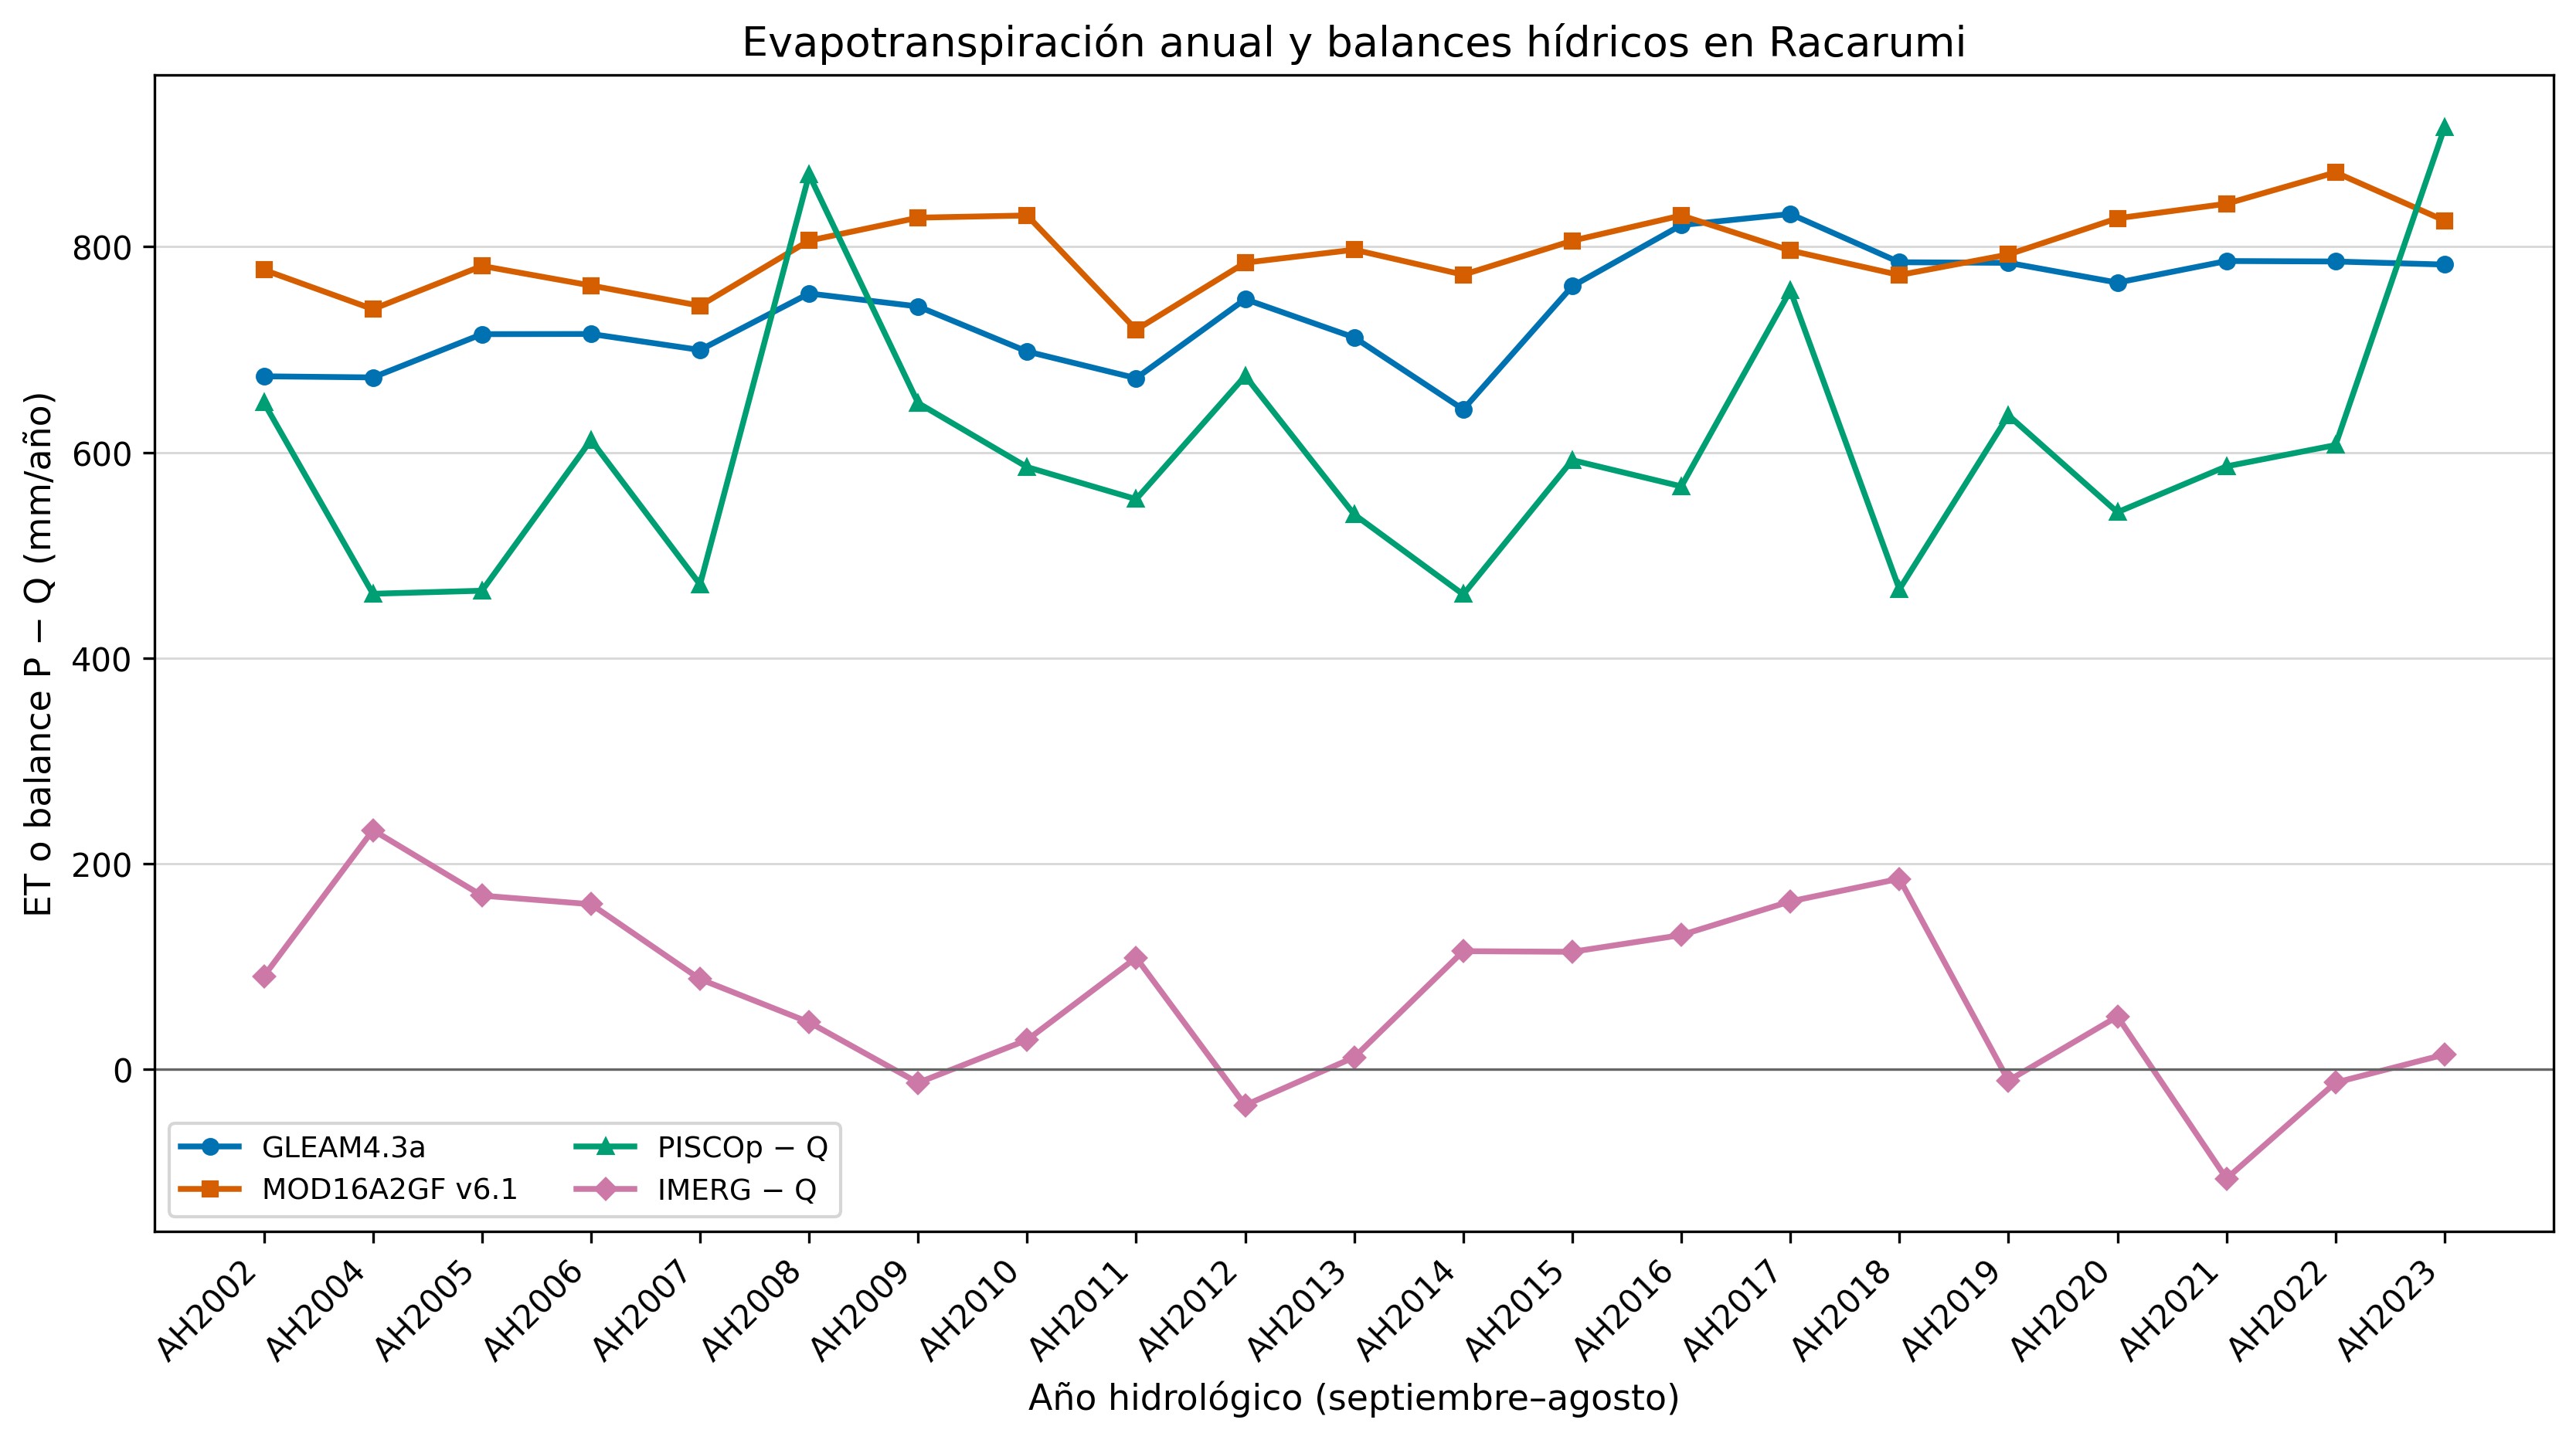 Evapotranspiración anual y balances hídricos en Racarumi
ET o balance P − Q (mm/año)
800
600
400
200
0
GLEAM4.3a
MOD16A2GF v6.1
PISCOp − Q
IMERG − Q
AH2002
AH2004
AH2005
AH2006
AH2007
AH2008
AH2009
AH2010
AH2011
AH2012
AH2013
AH2014
AH2015
AH2016
AH2017
AH2018
AH2019
AH2020
AH2021
AH2022
AH2023
Año hidrológico (septiembre–agosto)